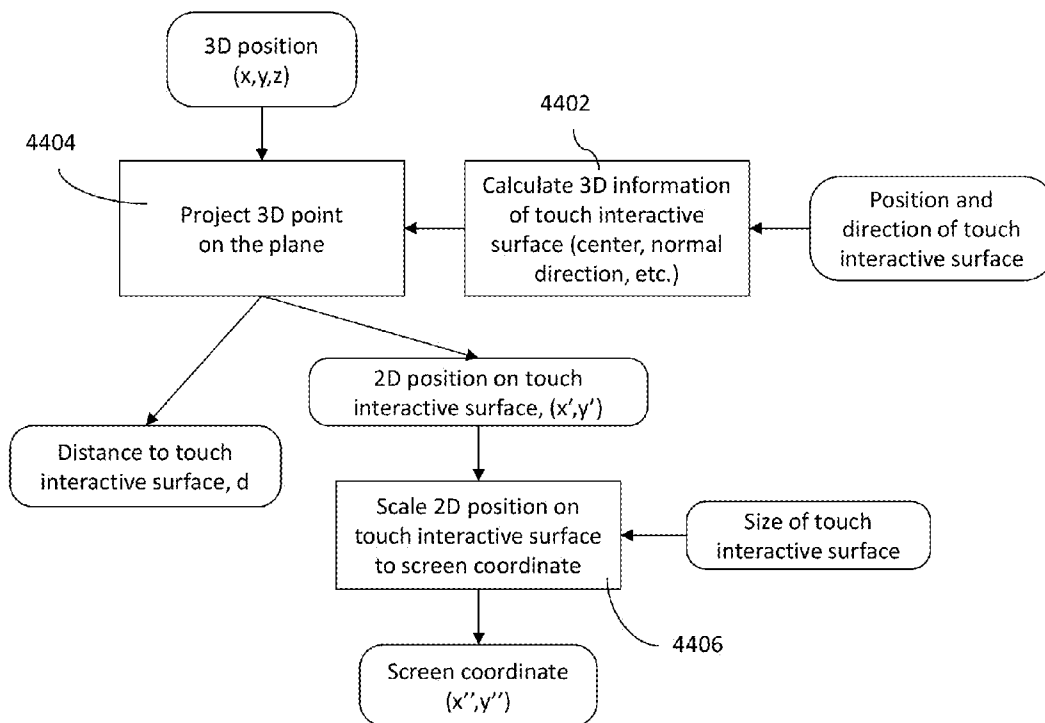 3D position
(x,y,z)
4402
4404
Project 3D point
on the plane
Calculate 3D information
of touch interactive
surface (center, normal
direction, etc.)
Position and
direction of touch
interactive surface
2D position on touch
interactive surface, (x′,y′)
Distance to touch
interactive surface, d
Scale 2D position on
touch interactive surface
to screen coordinate
Size of touch
interactive surface
4406
Screen coordinate
(x′′,y′′)